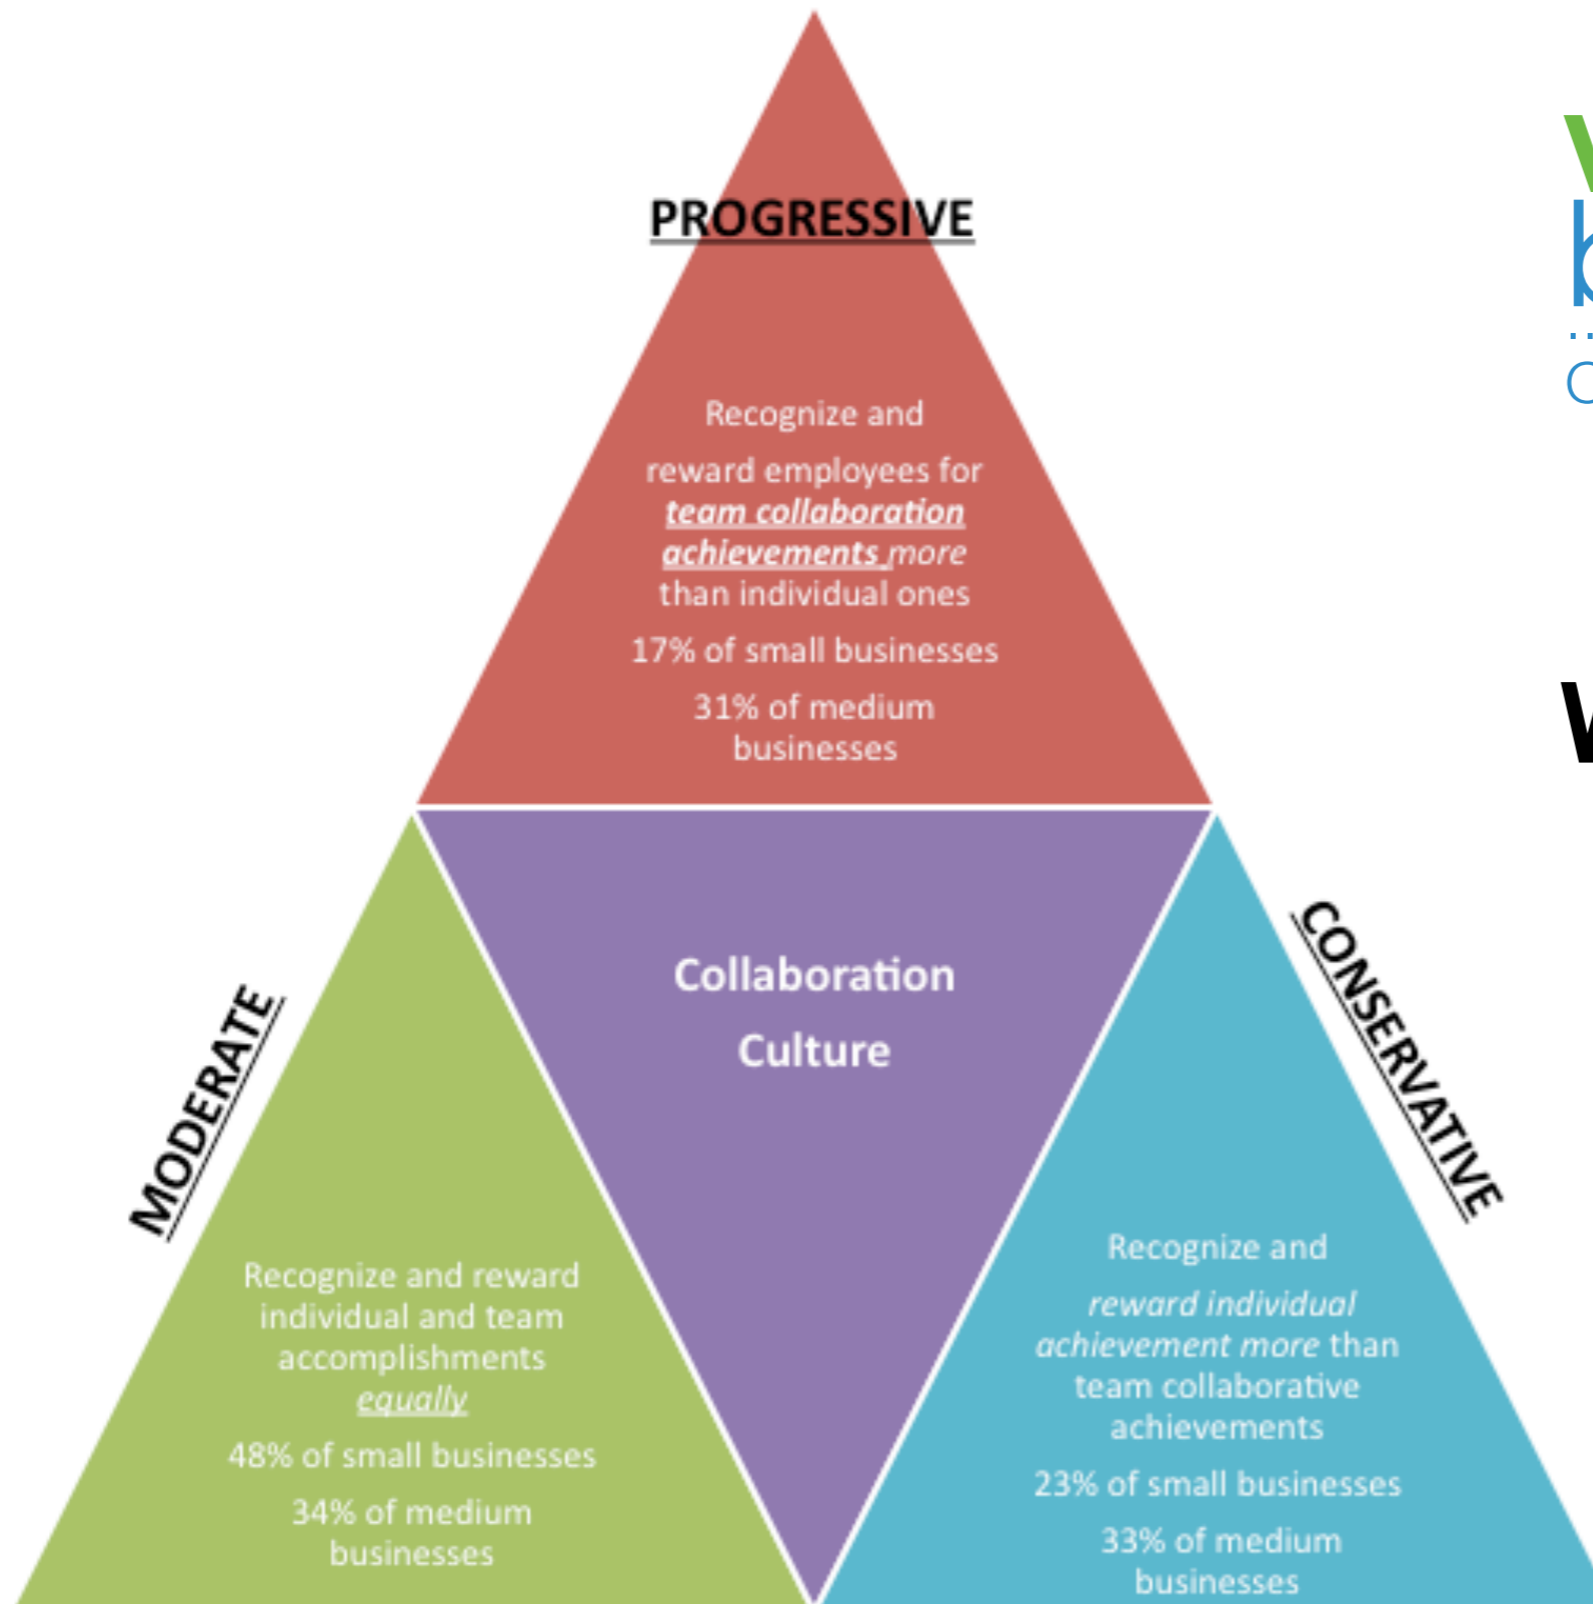 PROGRESSIVE
Recognize and
reward employees for
team collaboration
achievements more
than individual ones
17% of small businesses
31% of medium
businesses
Collaboration
Culture
MODERATE
Recognize and reward
individual and team
accomplishments
equally
48% of small businesses
34% of medium
businesses
CONSERVATIVE
Recognize and
reward individual
achievement more than
team collaborative
achievements
23% of small businesses
33% of medium
businesses